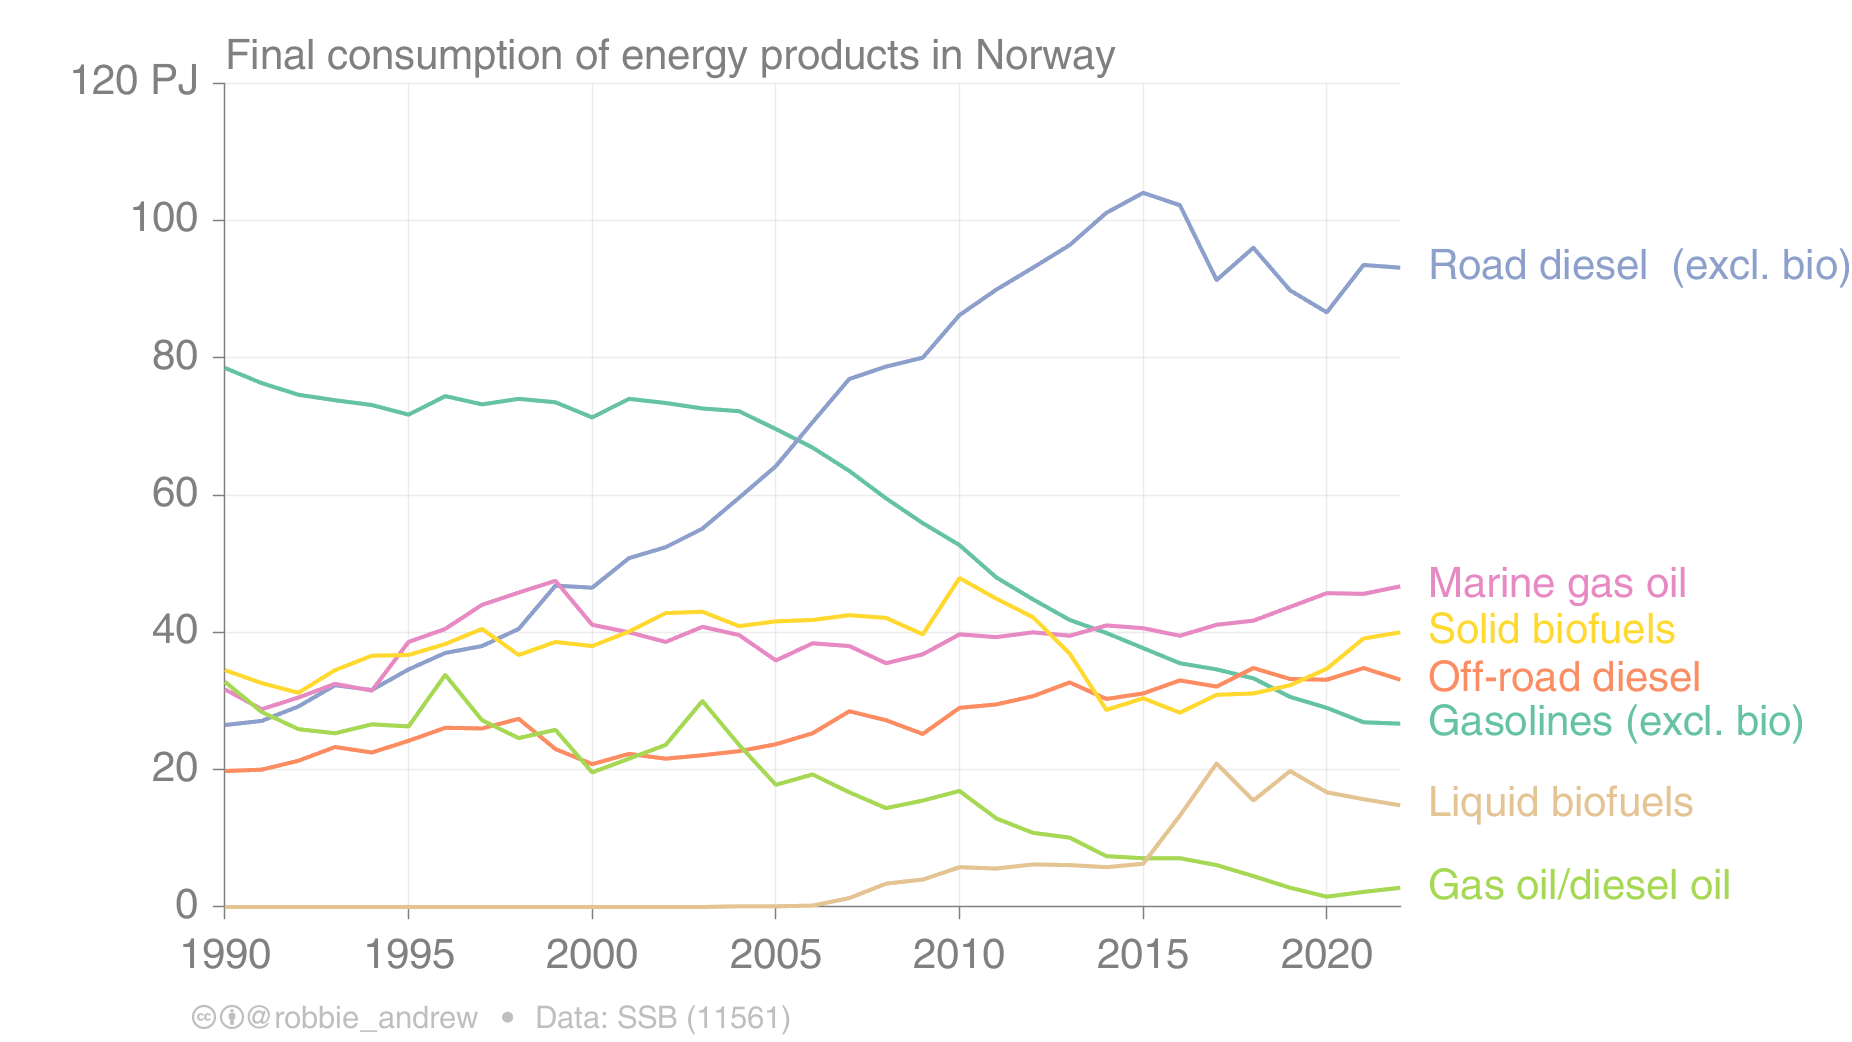 Final consumption of energy products in Norway
120 PJ
100
80
60
40
20
0
1990 1995 2000 2005 2010 2015 2020
Road diesel (excl. bio)
Marine gas oil
Solid biofuels
Off-road diesel
Gasolines (excl. bio)
Liquid biofuels
Gas oil/diesel oil
cc @robbie_andrew • Data: SSB (11561)